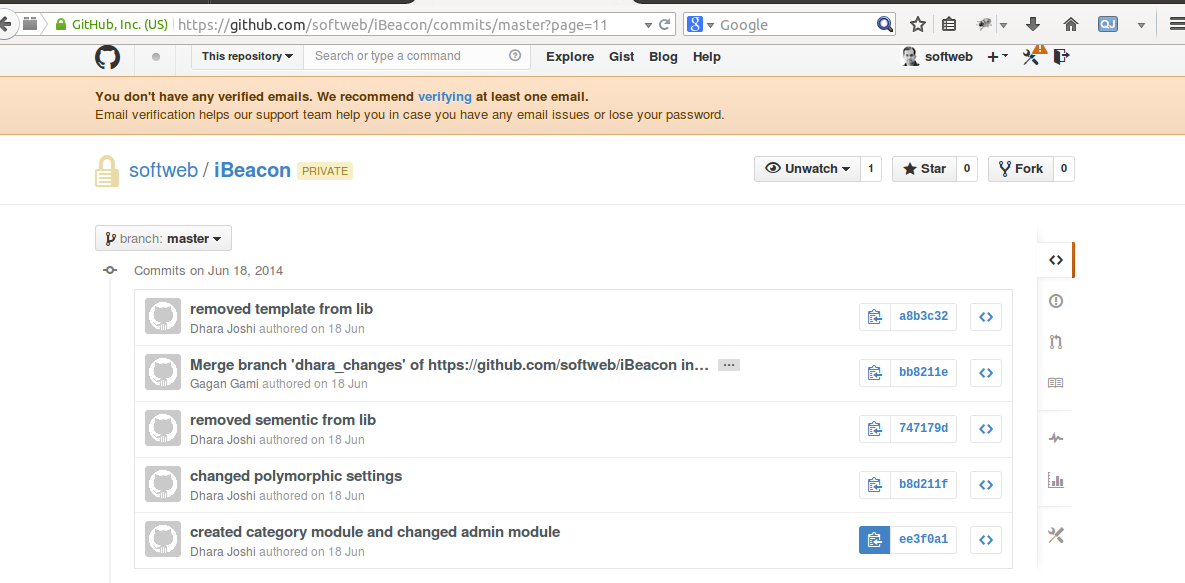 GitHub, Inc. (US) https://github.com/softweb/iBeacon/commits/master?page=11 Google QJ
This repository Search or type a command Explore Gist Blog Help softweb
You don't have any verified emails. We recommend verifying at least one email.
Email verification helps our support team help you in case you have any email issues or lose your password.
softweb / iBeacon PRIVATE Unwatch 1 Star 0 Fork 0
branch: master
Commits on Jun 18, 2014
removed template from lib
Dhara Joshi authored on 18 Jun
a8b3c32
Merge branch 'dhara_changes' of https://github.com/softweb/iBeacon in… …
Gagan Gami authored on 18 Jun
bb8211e
removed sementic from lib
Dhara Joshi authored on 18 Jun
747179d
changed polymorphic settings
Dhara Joshi authored on 18 Jun
b8d211f
created category module and changed admin module
Dhara Joshi authored on 18 Jun
ee3f0a1